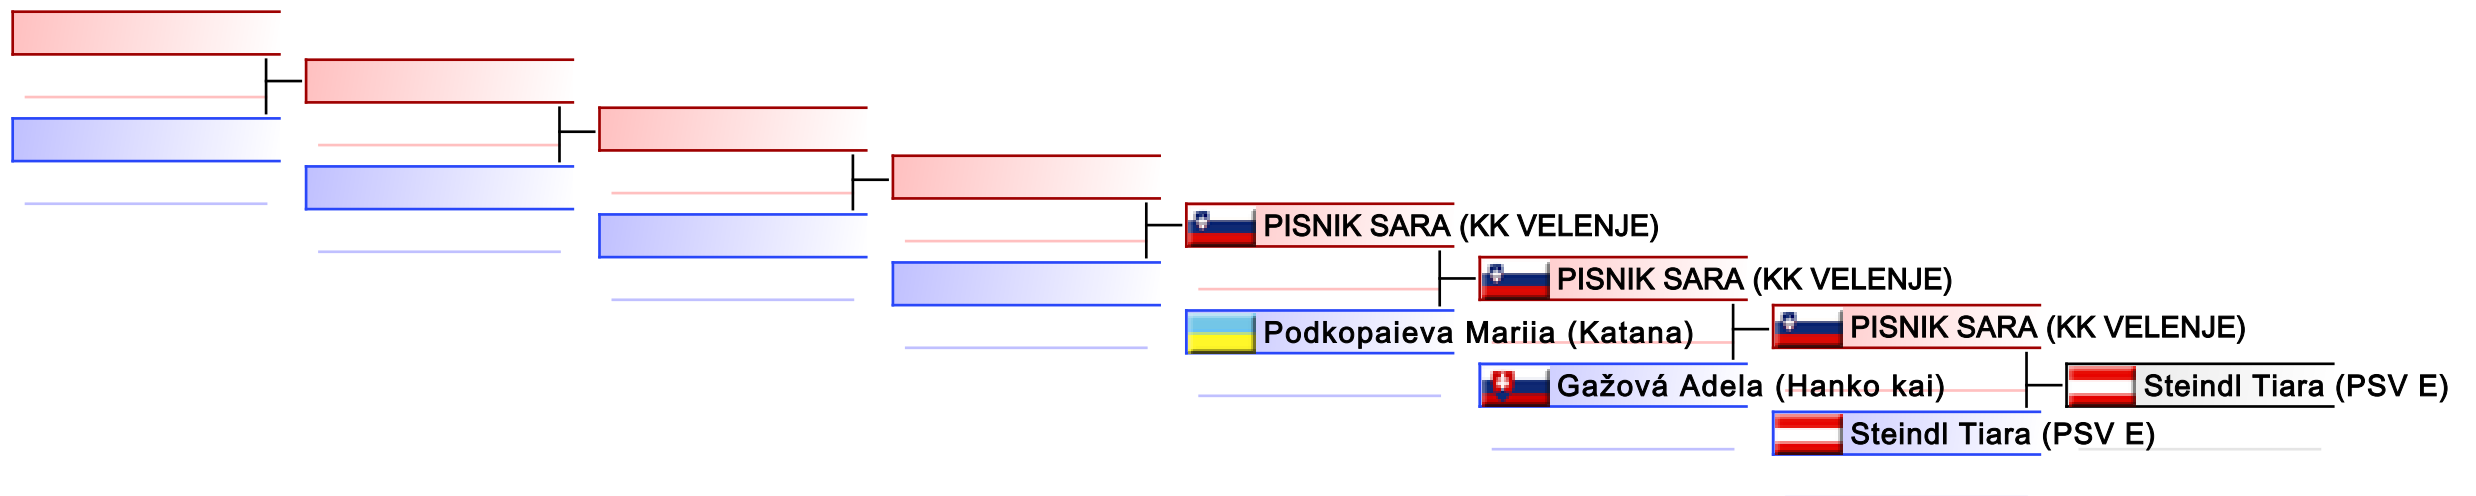 PISNIK SARA (KK VELENJE)
PISNIK SARA (KK VELENJE)
Podkopaieva Mariia (Katana)
PISNIK SARA (KK VELENJE)
Gažová Adela (Hanko kai)
Steindl Tiara (PSV E)
Steindl Tiara (PSV E)